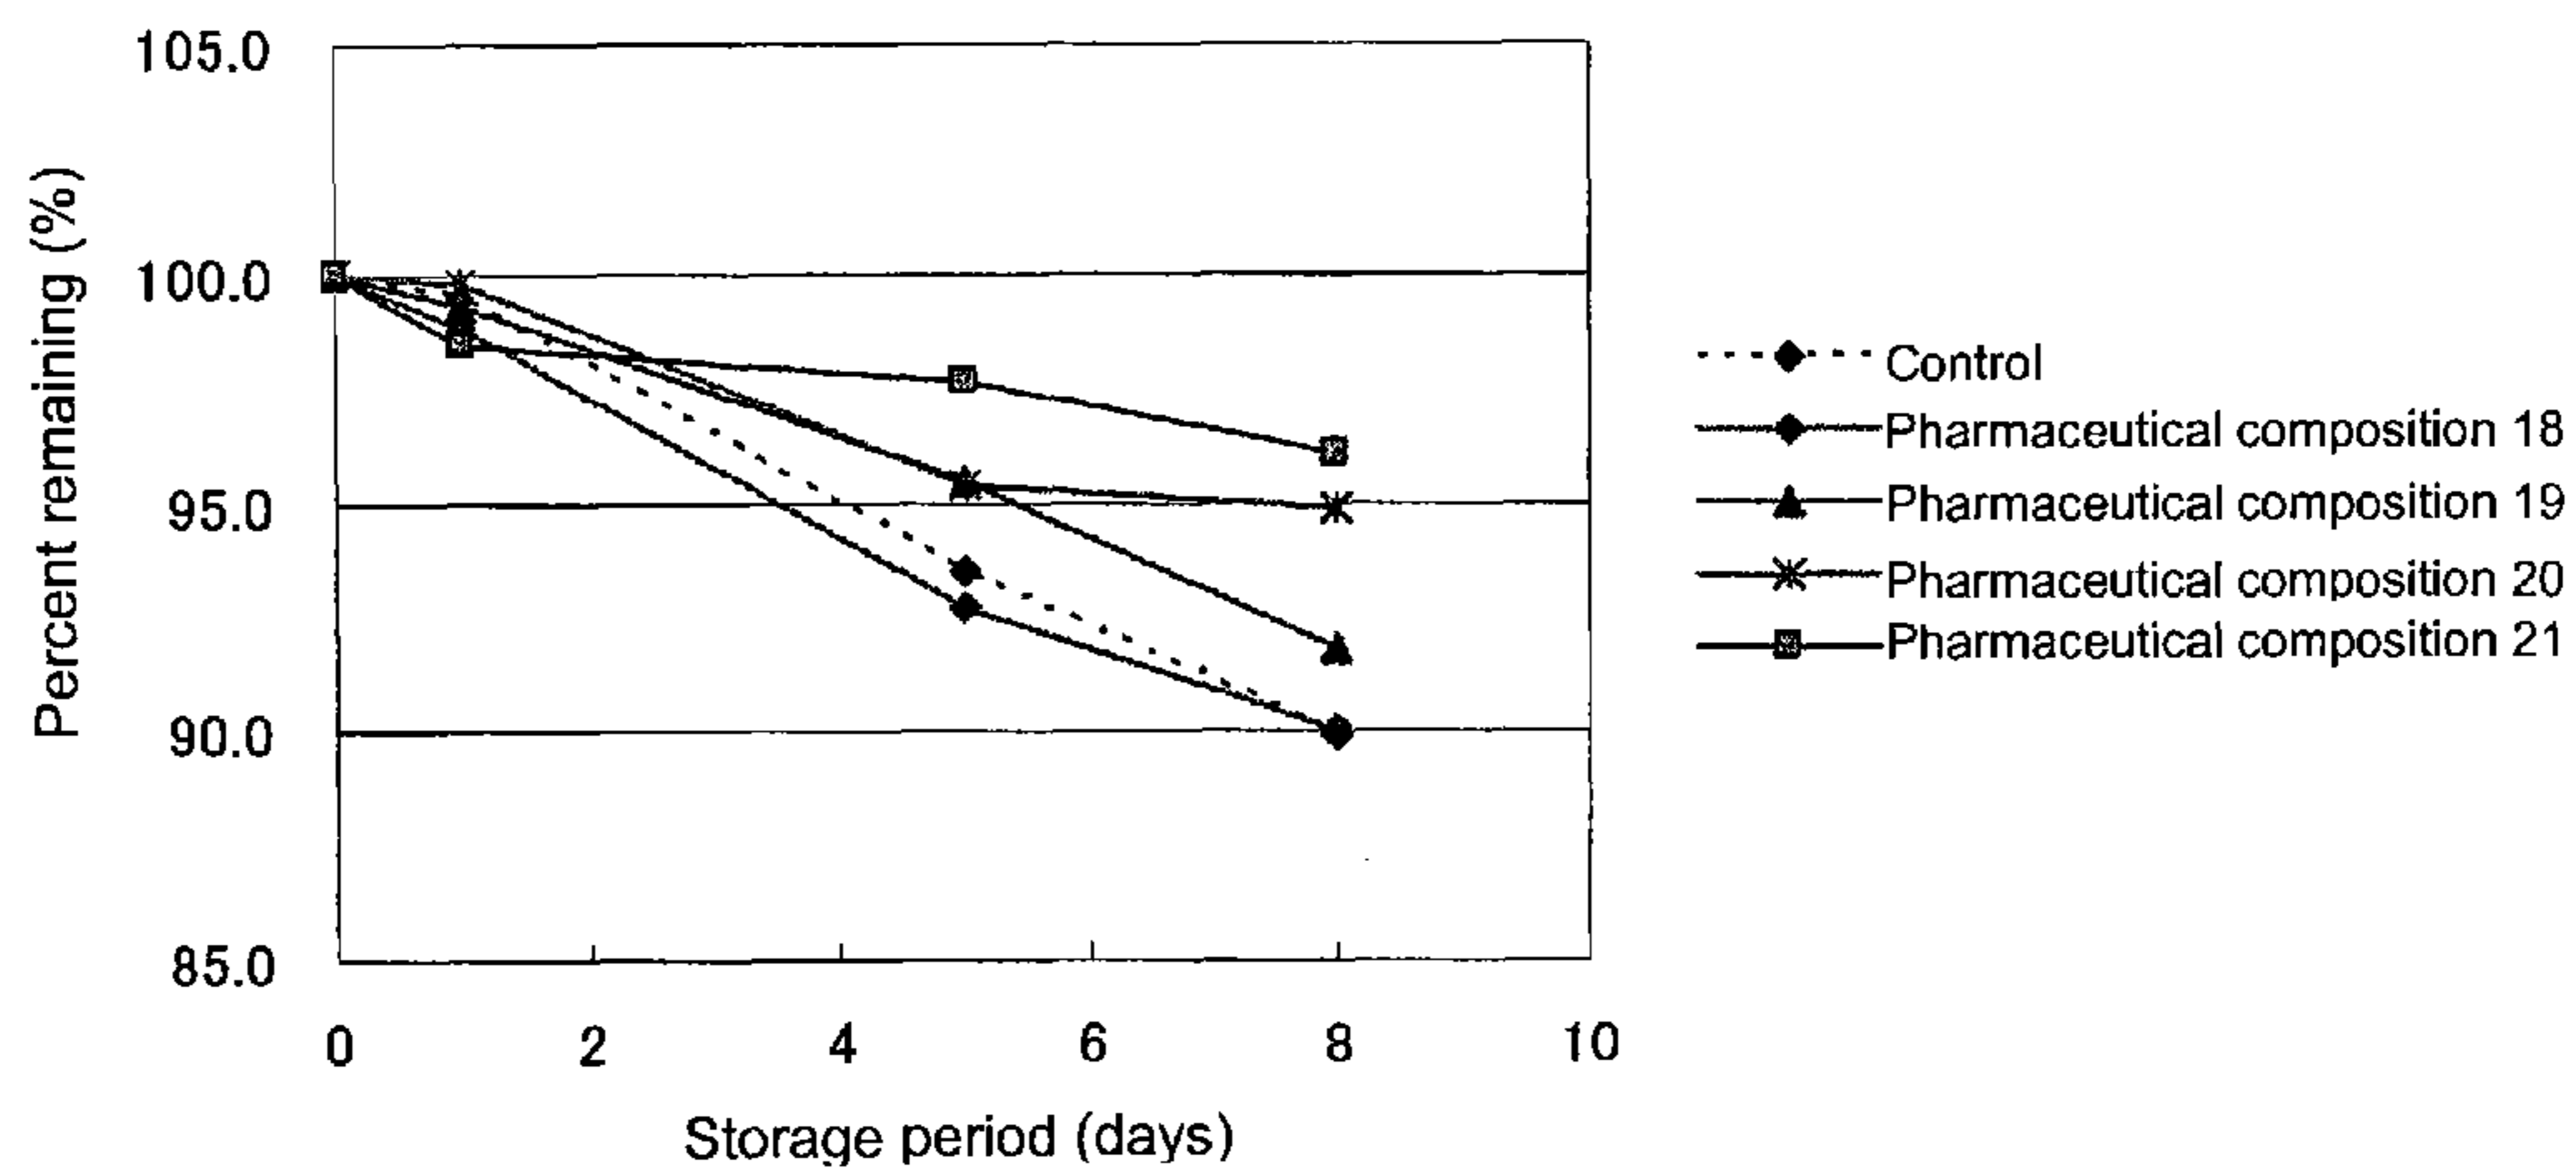 105.0
100.0
95.0
90.0
85.0
Percent remaining (%)
0 2 4 6 8 10
Storage period (days)
Control
Pharmaceutical composition 18
Pharmaceutical composition 19
Pharmaceutical composition 20
Pharmaceutical composition 21